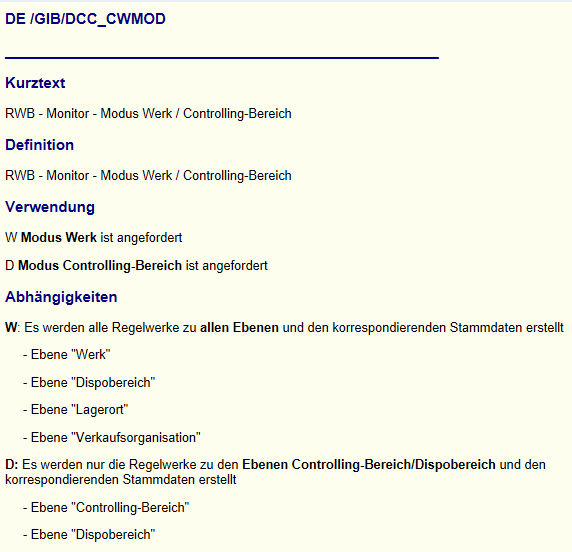 DE /GIB/DCC_CWMOD
Kurztext
RWB - Monitor - Modus Werk / Controlling-Bereich
Definition
RWB - Monitor - Modus Werk / Controlling-Bereich
Verwendung
W Modus Werk ist angefordert
D Modus Controlling-Bereich ist angefordert
Abhängigkeiten
W: Es werden alle Regelwerke zu allen Ebenen und den korrespondierenden Stammdaten erstellt
- Ebene "Werk"
- Ebene "Dispobereich"
- Ebene "Lagerort"
- Ebene "Verkaufsorganisation"
D: Es werden nur die Regelwerke zu den Ebenen Controlling-Bereich/Dispobereich und den
korrespondierenden Stammdaten erstellt
- Ebene "Controlling-Bereich"
- Ebene "Dispobereich"